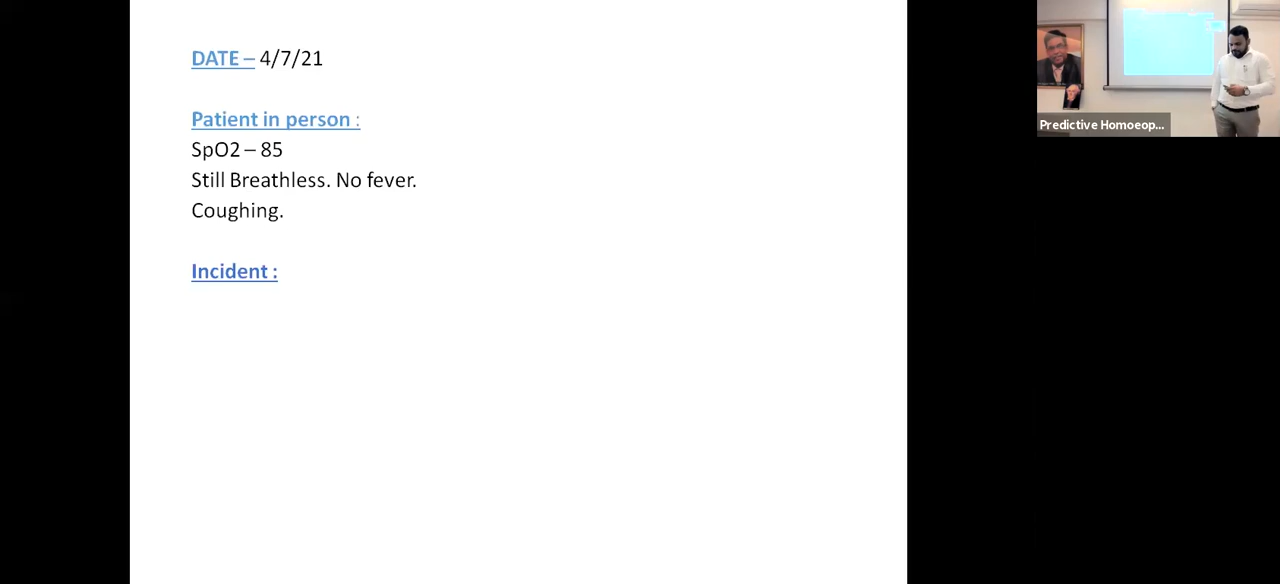 DATE – 4/7/21
Patient in person :
SpO2 – 85
Still Breathless. No fever.
Coughing.
Incident :
Predictive Homoeop...